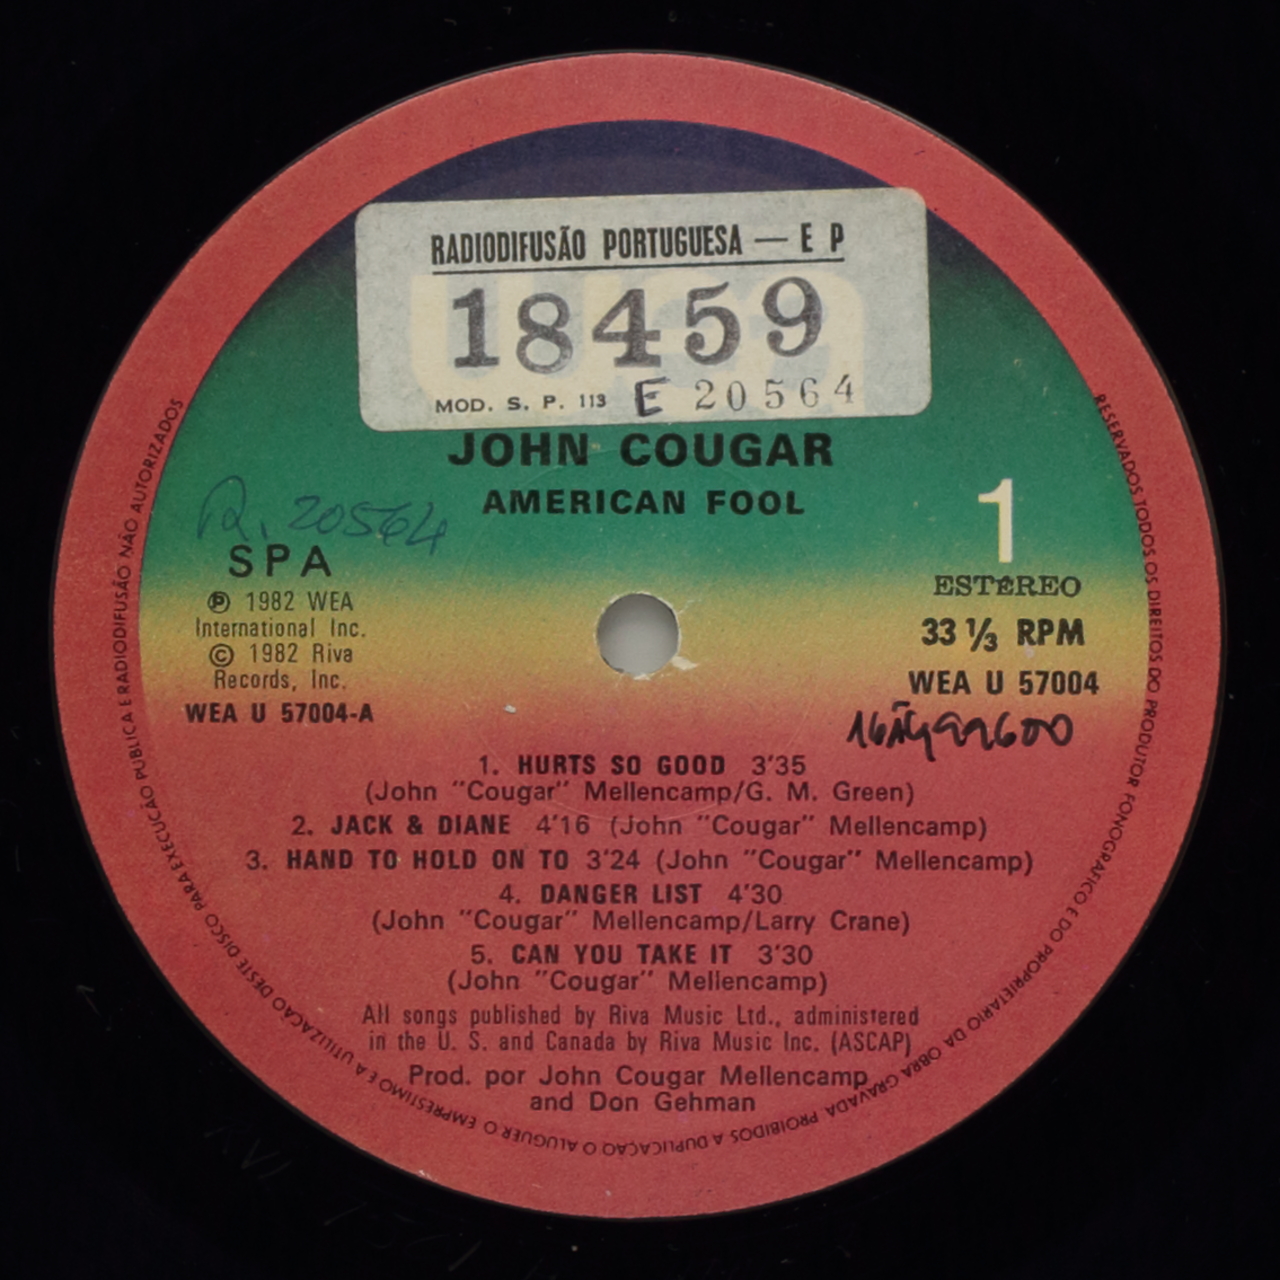 RADIODIFUSÃO PORTUGUESA — E P
18459
MOD. S. P. 113 E 20564
JOHN COUGAR
AMERICAN FOOL
R. 20564
SPA
℗ 1982 WEA
International Inc.
© 1982 Riva
Records, Inc.
WEA U 57004-A
1
ESTÉREO
33 1/3 RPM
WEA U 57004
1. HURTS SO GOOD 3'35
(John "Cougar" Mellencamp/G. M. Green)
2. JACK & DIANE 4'16 (John "Cougar" Mellencamp)
3. HAND TO HOLD ON TO 3'24 (John "Cougar" Mellencamp)
4. DANGER LIST 4'30
(John "Cougar" Mellencamp/Larry Crane)
5. CAN YOU TAKE IT 3'30
(John "Cougar" Mellencamp)
All songs published by Riva Music Ltd., administered
in the U. S. and Canada by Riva Music Inc. (ASCAP)
Prod. por John Cougar Mellencamp
and Don Gehman
RESERVADOS TODOS OS DIREITOS DO PRODUTOR FONOGRAFICO E DO PROPRIETARIO DA OBRA GRAVADA PROIBIDOS A DUPLICAÇÃO O ALUGUER O EMPRESTIMO E A UTILIZAÇÃO DESTE DISCO PARA EXECUÇÃO PUBLICA E RADIODIFUSÃO NÃO AUTORIZADOS